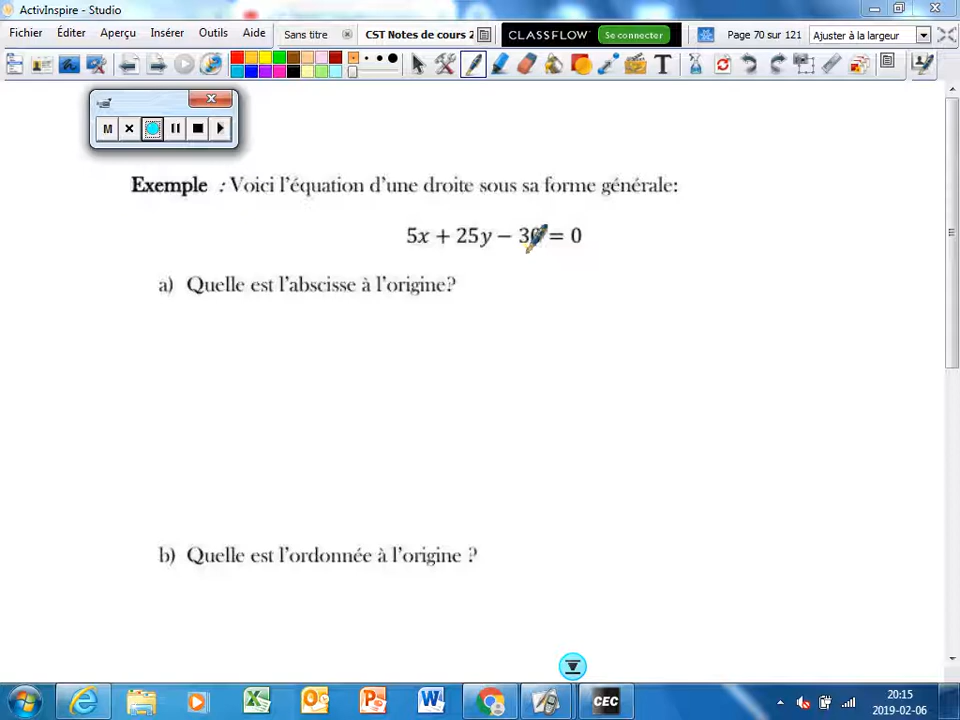 ActivInspire - Studio
Fichier Éditer Aperçu Insérer Outils Aide Sans titre CST Notes de cours 2 CLASSFLOW Se connecter Page 70 sur 121 Ajuster à la largeur
M
Exemple : Voici l'équation d'une droite sous sa forme générale:
5x + 25y − 30 = 0
a) Quelle est l'abscisse à l'origine?
b) Quelle est l'ordonnée à l'origine ?
CEC
20:15
2019-02-06